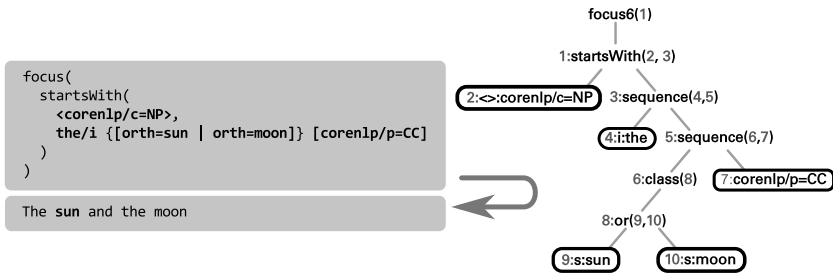 focus(
startsWith(
<corenlp/c=NP>,
the/i {[orth=sun | orth=moon]} [corenlp/p=CC]
)
)
The sun and the moon
focus6(1)
1:startsWith(2, 3)
2:<>:corenlp/c=NP
3:sequence(4,5)
4:i:the
5:sequence(6,7)
6:class(8)
7:corenlp/p=CC
8:or(9,10)
9:s:sun
10:s:moon